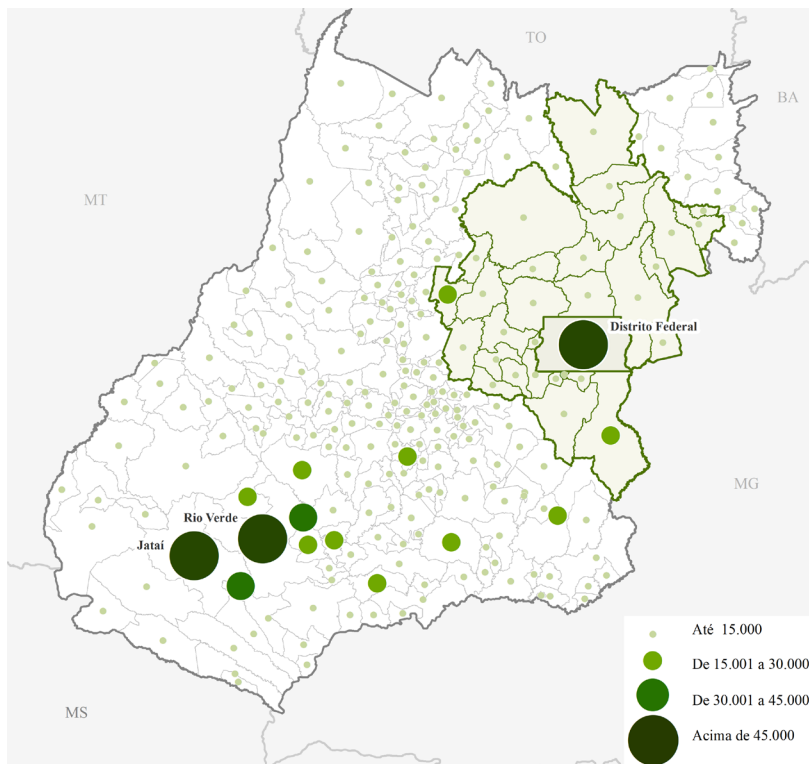 TO
BA
MT
Distrito Federal
MG
Rio Verde
Jataí
MS
Até 15.000
De 15.001 a 30.000
De 30.001 a 45.000
Acima de 45.000